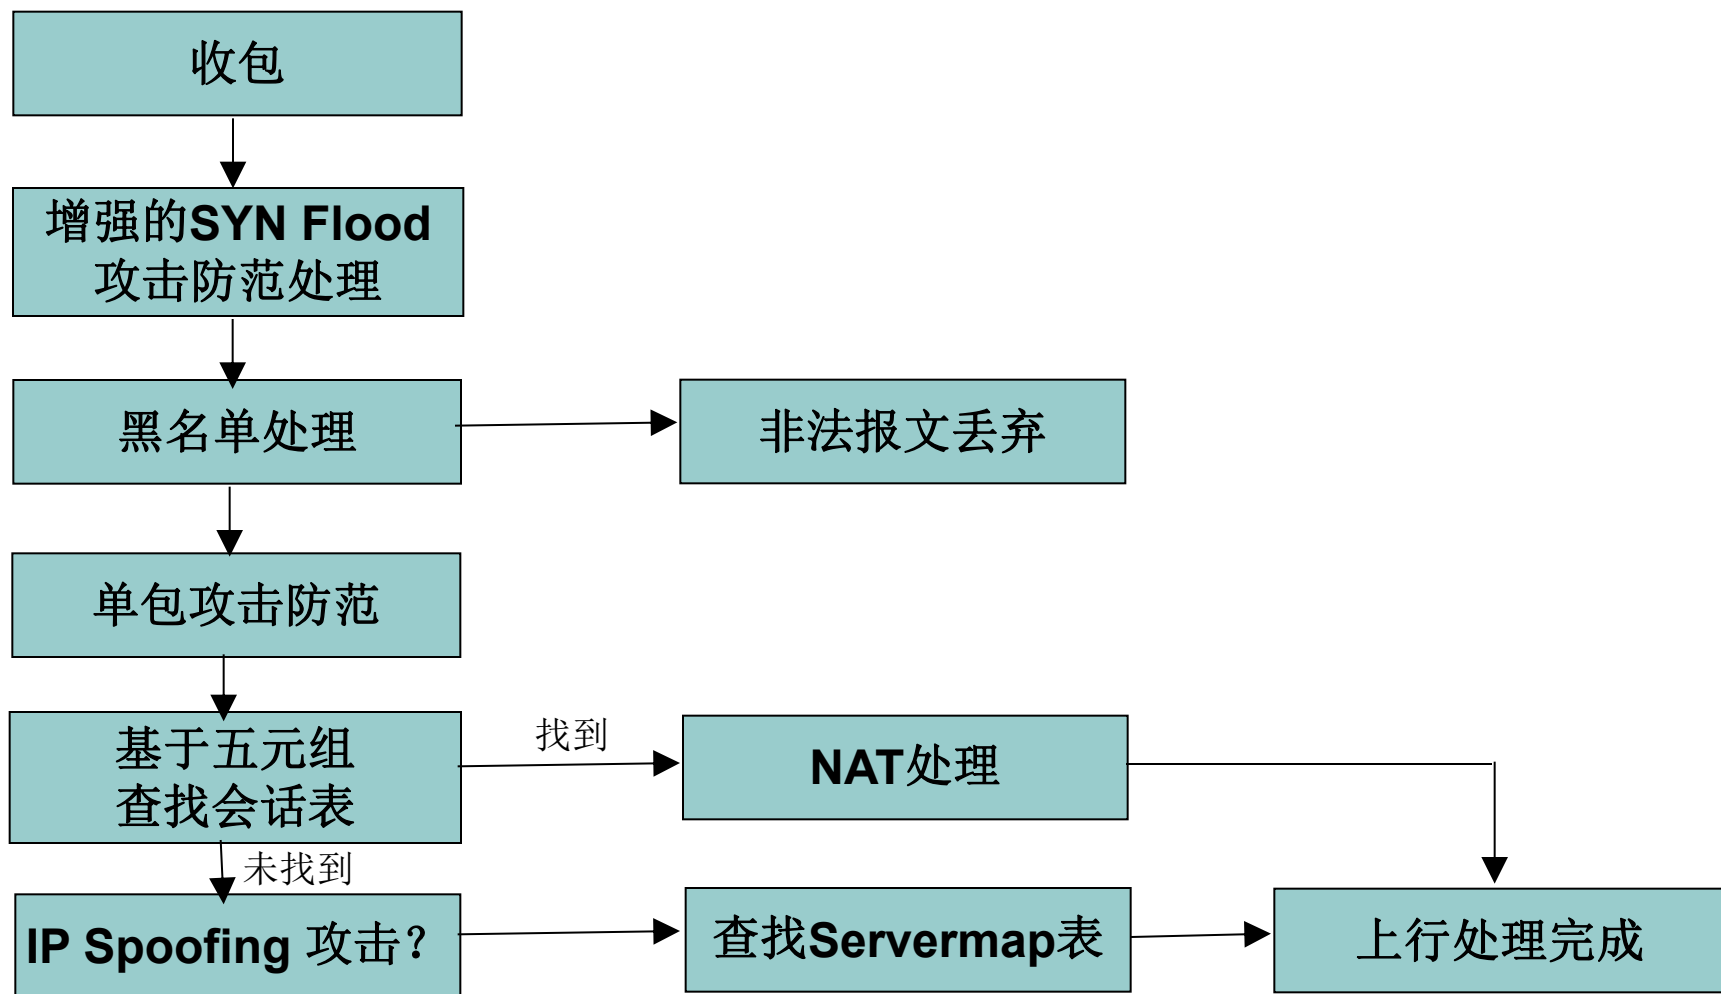 收包
增强的SYN Flood
攻击防范处理
黑名单处理
非法报文丢弃
单包攻击防范
基于五元组
查找会话表
找到
NAT处理
未找到
IP Spoofing 攻击?
查找Servermap表
上行处理完成